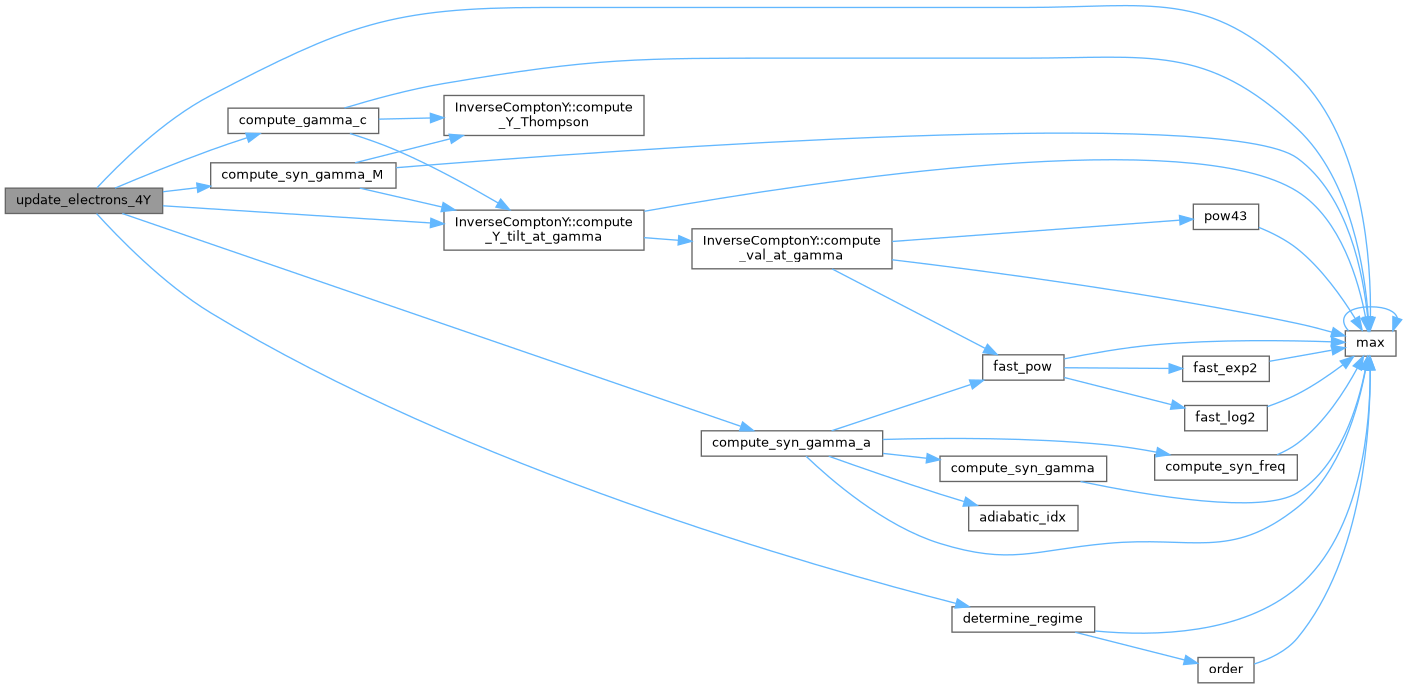 update_electrons_4Y
compute_gamma_c
compute_syn_gamma_M
InverseComptonY::compute
_Y_Thompson
InverseComptonY::compute
_Y_tilt_at_gamma
InverseComptonY::compute
_val_at_gamma
pow43
max
fast_pow
fast_exp2
fast_log2
compute_syn_gamma_a
compute_syn_gamma
compute_syn_freq
adiabatic_idx
determine_regime
order